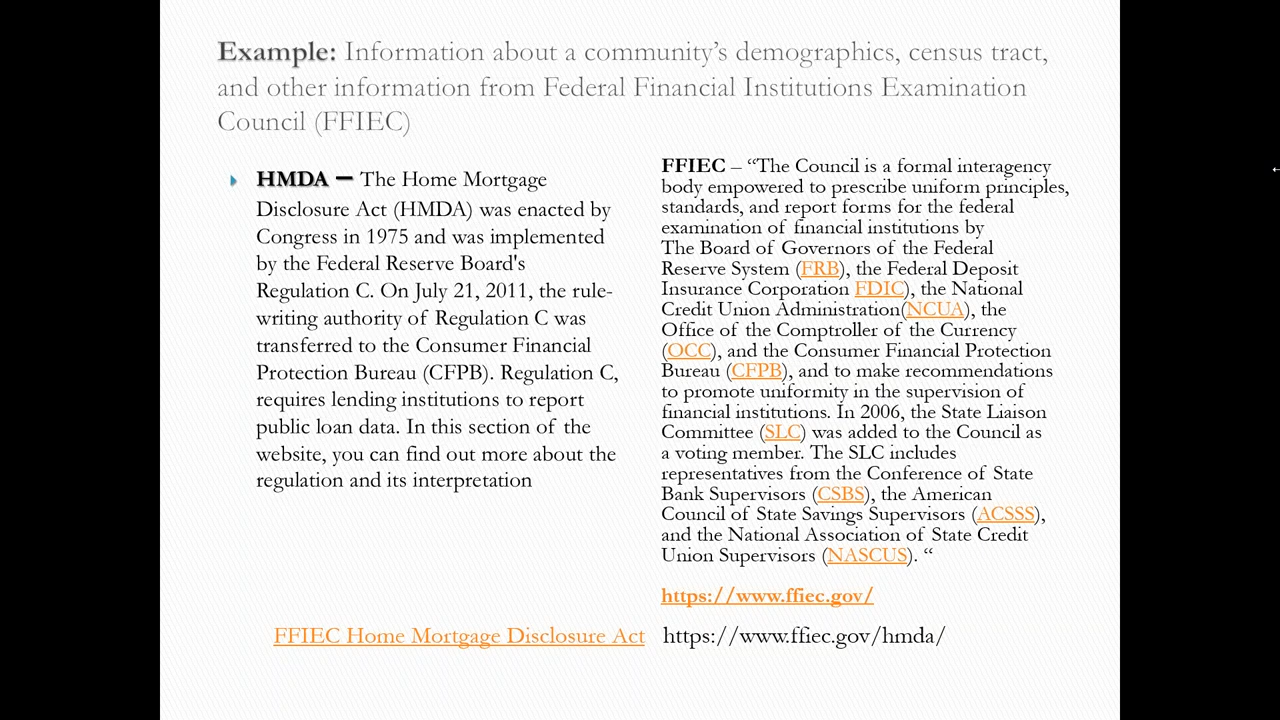 Example: Information about a community’s demographics, census tract,
and other information from Federal Financial Institutions Examination
Council (FFIEC)
HMDA – The Home Mortgage
Disclosure Act (HMDA) was enacted by
Congress in 1975 and was implemented
by the Federal Reserve Board's
Regulation C. On July 21, 2011, the rule-
writing authority of Regulation C was
transferred to the Consumer Financial
Protection Bureau (CFPB). Regulation C,
requires lending institutions to report
public loan data. In this section of the
website, you can find out more about the
regulation and its interpretation
FFIEC – “The Council is a formal interagency
body empowered to prescribe uniform principles,
standards, and report forms for the federal
examination of financial institutions by
The Board of Governors of the Federal
Reserve System (FRB), the Federal Deposit
Insurance Corporation FDIC), the National
Credit Union Administration(NCUA), the
Office of the Comptroller of the Currency
(OCC), and the Consumer Financial Protection
Bureau (CFPB), and to make recommendations
to promote uniformity in the supervision of
financial institutions. In 2006, the State Liaison
Committee (SLC) was added to the Council as
a voting member. The SLC includes
representatives from the Conference of State
Bank Supervisors (CSBS), the American
Council of State Savings Supervisors (ACSSS),
and the National Association of State Credit
Union Supervisors (NASCUS). “
https://www.ffiec.gov/
FFIEC Home Mortgage Disclosure Act https://www.ffiec.gov/hmda/